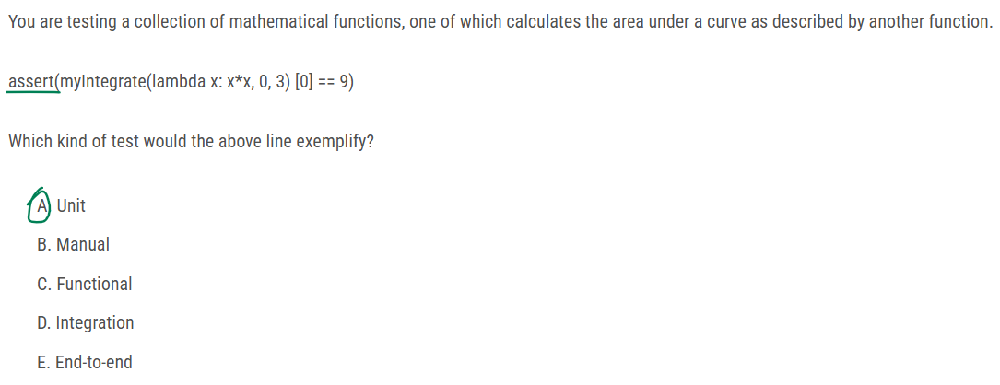 You are testing a collection of mathematical functions, one of which calculates the area under a curve as described by another function.
assert(myIntegrate(lambda x: x*x, 0, 3) [0] == 9)
Which kind of test would the above line exemplify?
A. Unit
B. Manual
C. Functional
D. Integration
E. End-to-end